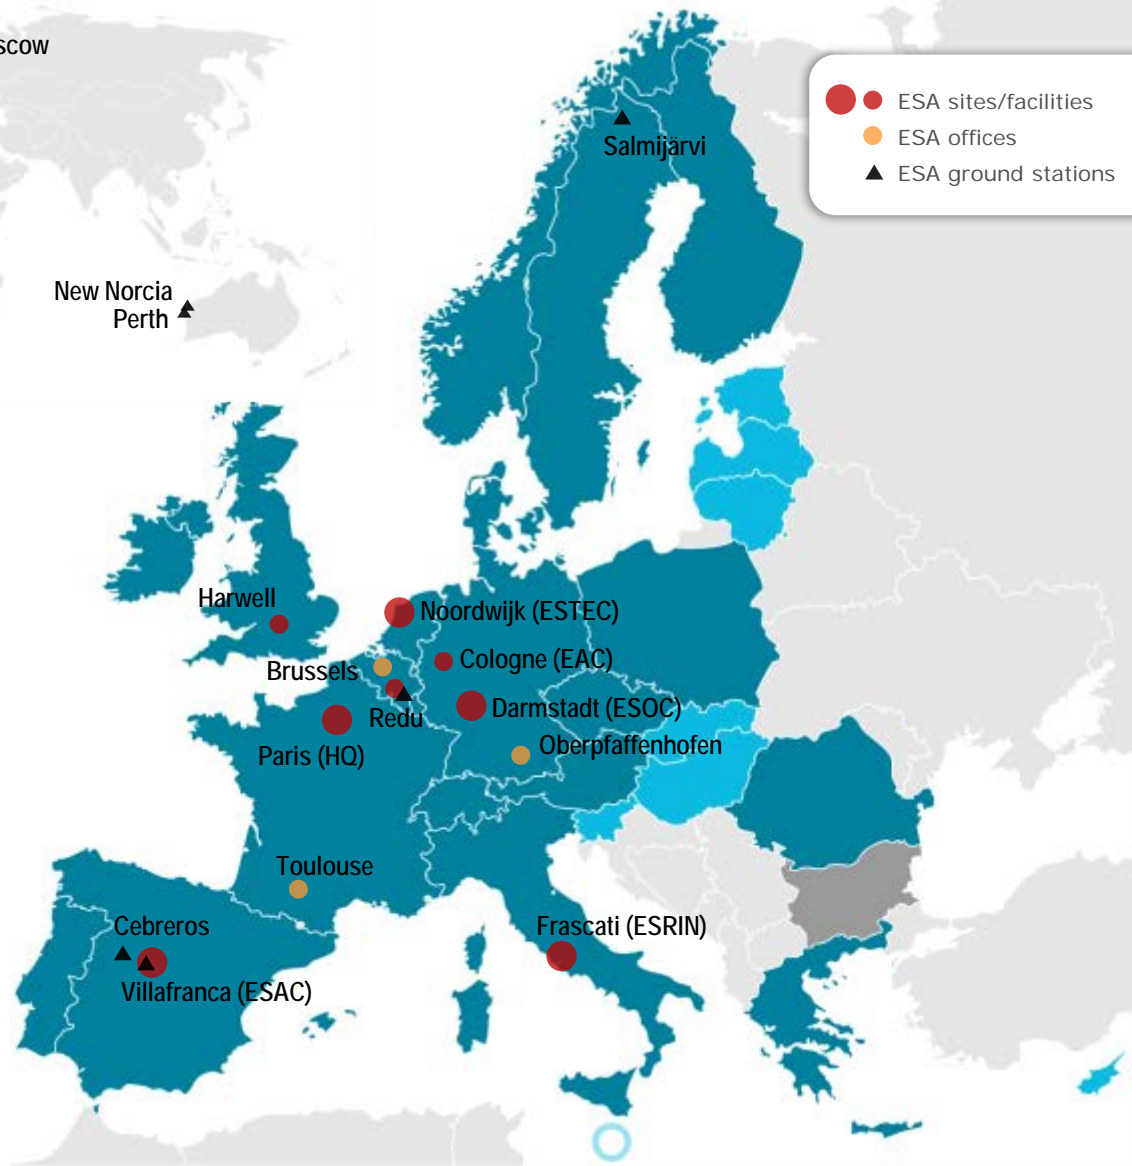 SCOW
ESA sites/facilities
ESA offices
ESA ground stations
Salmijärvi
New Norcia
Perth
Harwell
Noordwijk (ESTEC)
Brussels
Cologne (EAC)
Redu
Darmstadt (ESOC)
Paris (HQ)
Oberpfaffenhofen
Toulouse
Cebreros
Frascati (ESRIN)
Villafranca (ESAC)